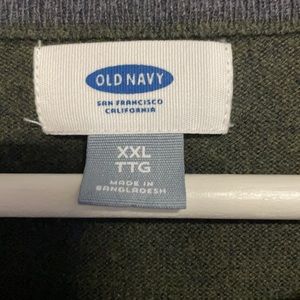 OLD NAVY
SAN FRANCISCO
CALIFORNIA
XXL
TTG
MADE IN
BANGLADESH